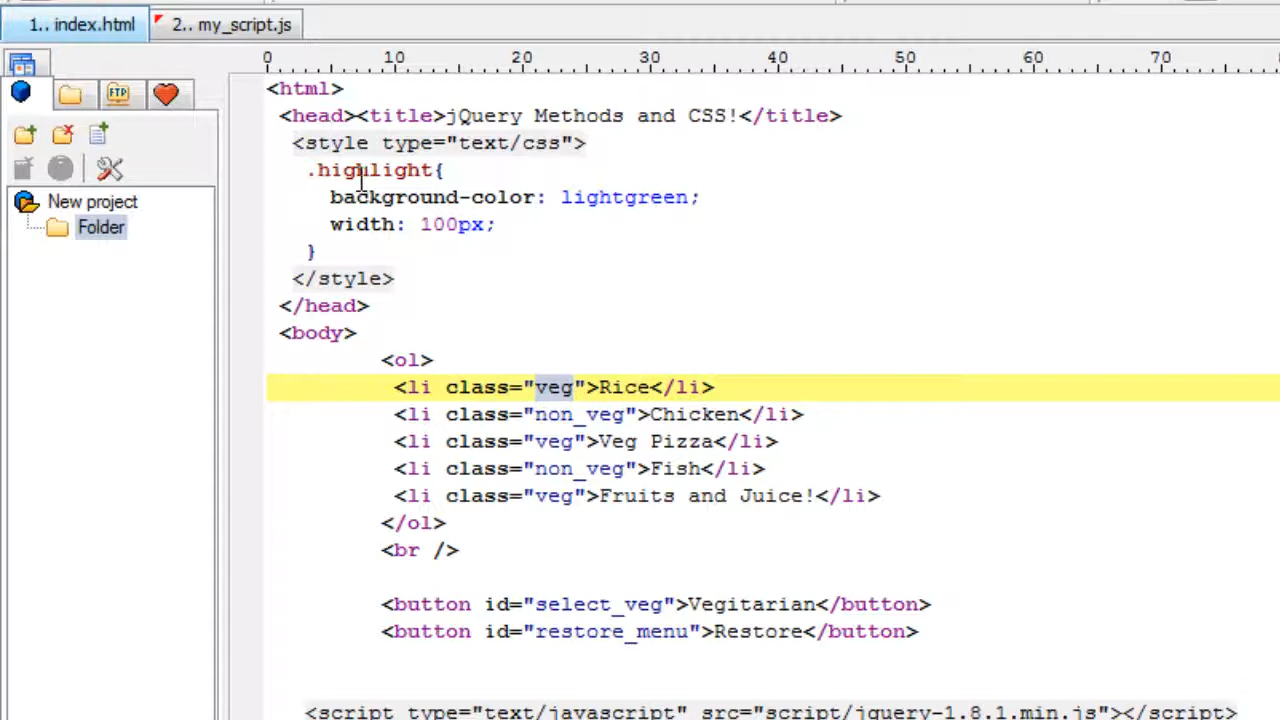 1.. index.html
2.. my_script.js
0 10 20 30 40 50 60 70
FTP
<html>
<head><title>jQuery Methods and CSS!</title>
<style type="text/css">
.highlight{
background-color: lightgreen;
width: 100px;
}
</style>
</head>
<body>
<ol>
<li class="veg">Rice</li>
<li class="non_veg">Chicken</li>
<li class="veg">Veg Pizza</li>
<li class="non_veg">Fish</li>
<li class="veg">Fruits and Juice!</li>
</ol>
<br />
<button id="select_veg">Vegitarian</button>
<button id="restore_menu">Restore</button>
<script type="text/javascript" src="script/jquery-1.8.1.min.js"></script>
New project
Folder